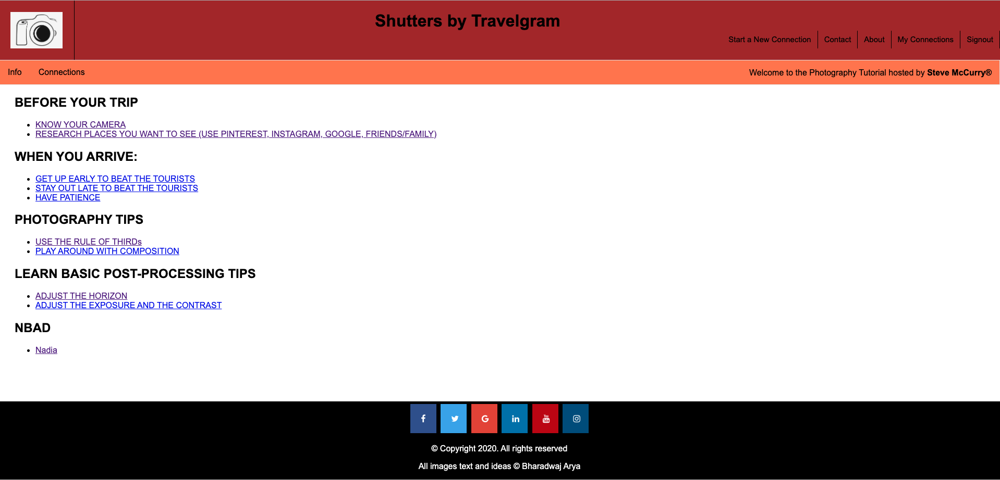 Shutters by Travelgram
Start a New Connection Contact About My Connections Signout
Info Connections Welcome to the Photography Tutorial hosted by Steve McCurry®
BEFORE YOUR TRIP
KNOW YOUR CAMERA
RESEARCH PLACES YOU WANT TO SEE (USE PINTEREST, INSTAGRAM, GOOGLE, FRIENDS/FAMILY)
WHEN YOU ARRIVE:
GET UP EARLY TO BEAT THE TOURISTS
STAY OUT LATE TO BEAT THE TOURISTS
HAVE PATIENCE
PHOTOGRAPHY TIPS
USE THE RULE OF THIRDs
PLAY AROUND WITH COMPOSITION
LEARN BASIC POST-PROCESSING TIPS
ADJUST THE HORIZON
ADJUST THE EXPOSURE AND THE CONTRAST
NBAD
Nadia
f G in You Tube
© Copyright 2020. All rights reserved
All images text and ideas © Bharadwaj Arya